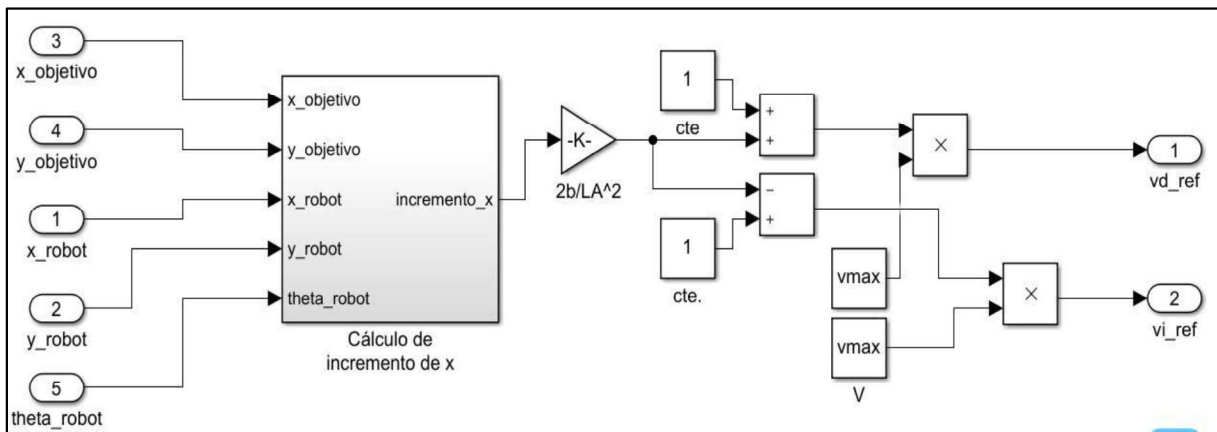 3
x_objetivo
4
y_objetivo
1
x_robot
2
y_robot
5
theta_robot
x_objetivo
y_objetivo
x_robot
incremento_x
y_robot
theta_robot
Cálculo de
incremento de x
-K-
2b/LA^2
1
cte
1
cte.
+
+
−
+
×
vmax
vmax
V
×
1
vd_ref
2
vi_ref